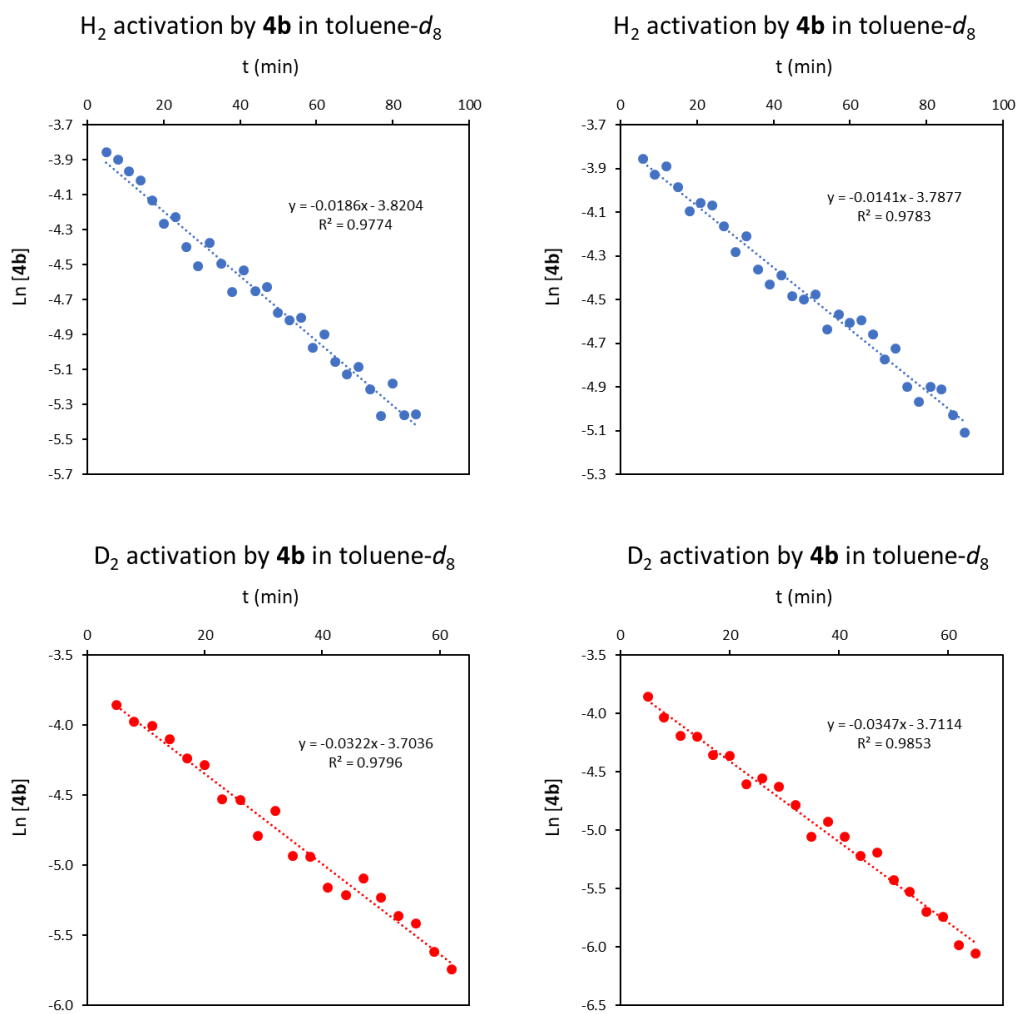 H₂ activation by 4b in toluene-d₈
t (min)
0 20 40 60 80 100
-3.7
-3.9
-4.1
-4.3
-4.5
-4.7
-4.9
-5.1
-5.3
-5.5
-5.7
Ln [4b]
y = -0.0186x - 3.8204
R² = 0.9774
H₂ activation by 4b in toluene-d₈
t (min)
0 20 40 60 80 100
-3.7
-3.9
-4.1
-4.3
-4.5
-4.7
-4.9
-5.1
-5.3
Ln [4b]
y = -0.0141x - 3.7877
R² = 0.9783
D₂ activation by 4b in toluene-d₈
t (min)
0 20 40 60
-3.5
-4.0
-4.5
-5.0
-5.5
-6.0
Ln [4b]
y = -0.0322x - 3.7036
R² = 0.9796
D₂ activation by 4b in toluene-d₈
t (min)
0 20 40 60
-3.5
-4.0
-4.5
-5.0
-5.5
-6.0
-6.5
Ln [4b]
y = -0.0347x - 3.7114
R² = 0.9853